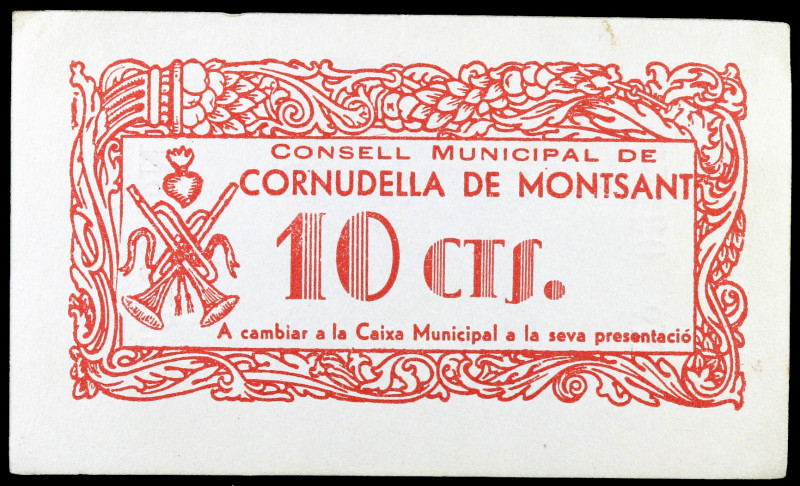 CONSELL MUNICIPAL DE
CORNUDELLA DE MONTSANT
10 CTS.
A cambiar a la Caixa Municipal a la seva presentació